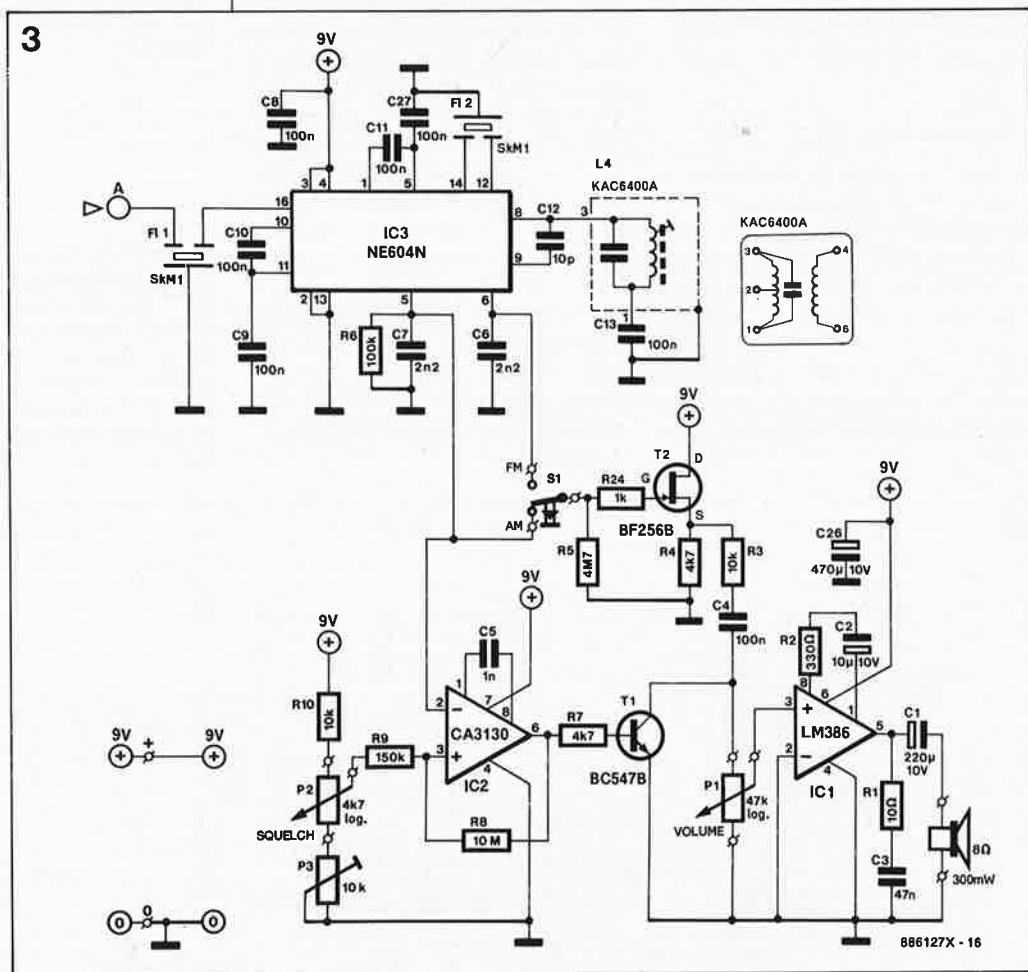 3
9V
+
C8
100n
C11
100n
C27
100n
Fl 2
SkM1
3
4
1
5
14
12
A
Fl 1
SkM1
16
10
11
C10
100n
IC3
NE604N
8
9
C12
10p
L4
KAC6400A
3
1
C13
100n
KAC6400A
3
2
1
4
6
2
13
5
6
C9
100n
R6
100k
C7
2n2
C6
2n2
FM
S1
AM
R24
1k
9V
+
T2
G
D
S
BF256B
R5
4M7
R4
4k7
R3
10k
C4
100n
9V
+
C26
470µ 10V
9V
+
R10
10k
P2
4k7
log.
SQUELCH
P3
10k
R9
150k
9V
+
C5
1n
1
2
3
7
8
6
4
CA3130
IC2
R8
10 M
R7
4k7
T1
BC547B
P1
47k
log.
VOLUME
R2
330Ω
C2
10µ 10V
8
6
1
3
2
5
4
LM386
IC1
C1
220µ
10V
R1
10Ω
C3
47n
8Ω
300mW
9V
+
9V
+
+
0
0
0
886127X - 16